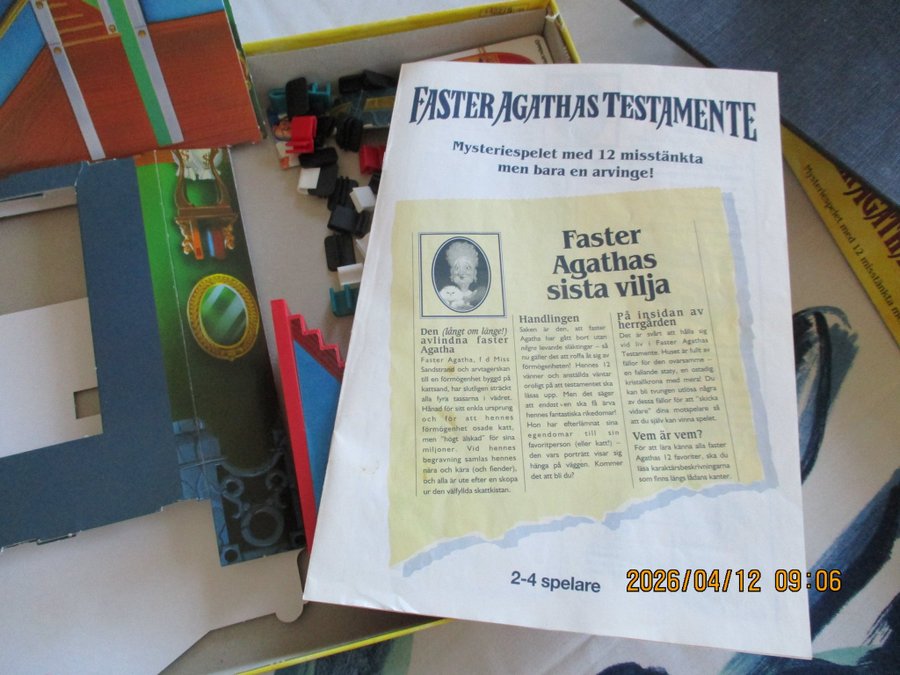 FASTER AGATHAS TESTAMENTE
Mysteriespelet med 12 misstänkta
men bara en arvinge!
Faster
Agathas
sista vilja
Den (långt om länge!)
avlindna faster
Agatha
Faster Agatha, f d Miss
Sandstrand och arvtagerskan
till en förmögenhet byggd på
kattsand, har slutligen sträckt
alla fyra tassarna i vädret.
Hånad för sitt enkla ursprung
och för att hennes
förmögenhet osade katt,
men "högt älskad" för sina
miljoner. Vid hennes
begravning samlas hennes
nära och kära (och fiender),
och alla är ute efter en skopa
ur den välfyllda skattkistan.
Handlingen
Saken är den, att faster
Agatha har gått bort utan
några levande släktingar – så
nu gäller det att roffa åt sig av
förmögenheten! Hennes 12
vänner och anställda väntar
oroligt på att testamentet ska
läsas upp. Men det säger
att endast en ska få ärva
hennes fantastiska rikedomar!
Hon har efterlämnat sina
egendomar till sin
favoritperson (eller katt!) –
den vars porträtt visar sig
hänga på väggen. Kommer
det att bli du?
På insidan av
herrgården
Det är svårt att hålla sig
vid liv i Faster Agathas
Testamente. Huset är fullt av
fällor för den ovarsamme –
en fallande staty, en ostadig
kristallkrona med mera! Du
kan bli tvungen utlösa några
av dessa fällor för att "skicka
vidare" dina motspelare så
att du själv kan vinna spelet.
Vem är vem?
För att lära känna alla faster
Agathas 12 favoriter, ska du
läsa karaktärsbeskrivningarna
som finns längs lådans kanter.
2-4 spelare
Mysteriespelet med 12 misstänkta men
2026/04/12 09:06